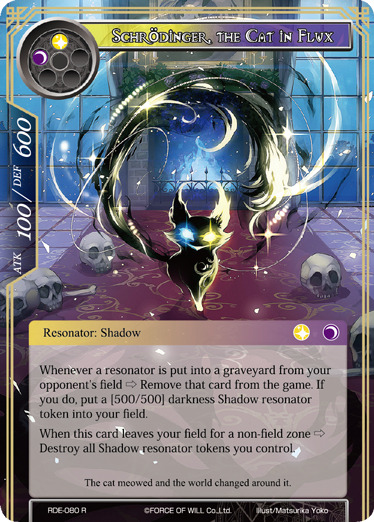 Schrödinger, the Cat in Flux
ATK 100 / DEF 600
Resonator: Shadow
Whenever a resonator is put into a graveyard from your
opponent's field ⇨ Remove that card from the game. If
you do, put a [500/500] darkness Shadow resonator
token into your field.
When this card leaves your field for a non-field zone ⇨
Destroy all Shadow resonator tokens you control.
The cat meowed and the world changed around it.
RDE-080 R ©FORCE OF WILL Co.,Ltd. Illust/Matsurika Yoko